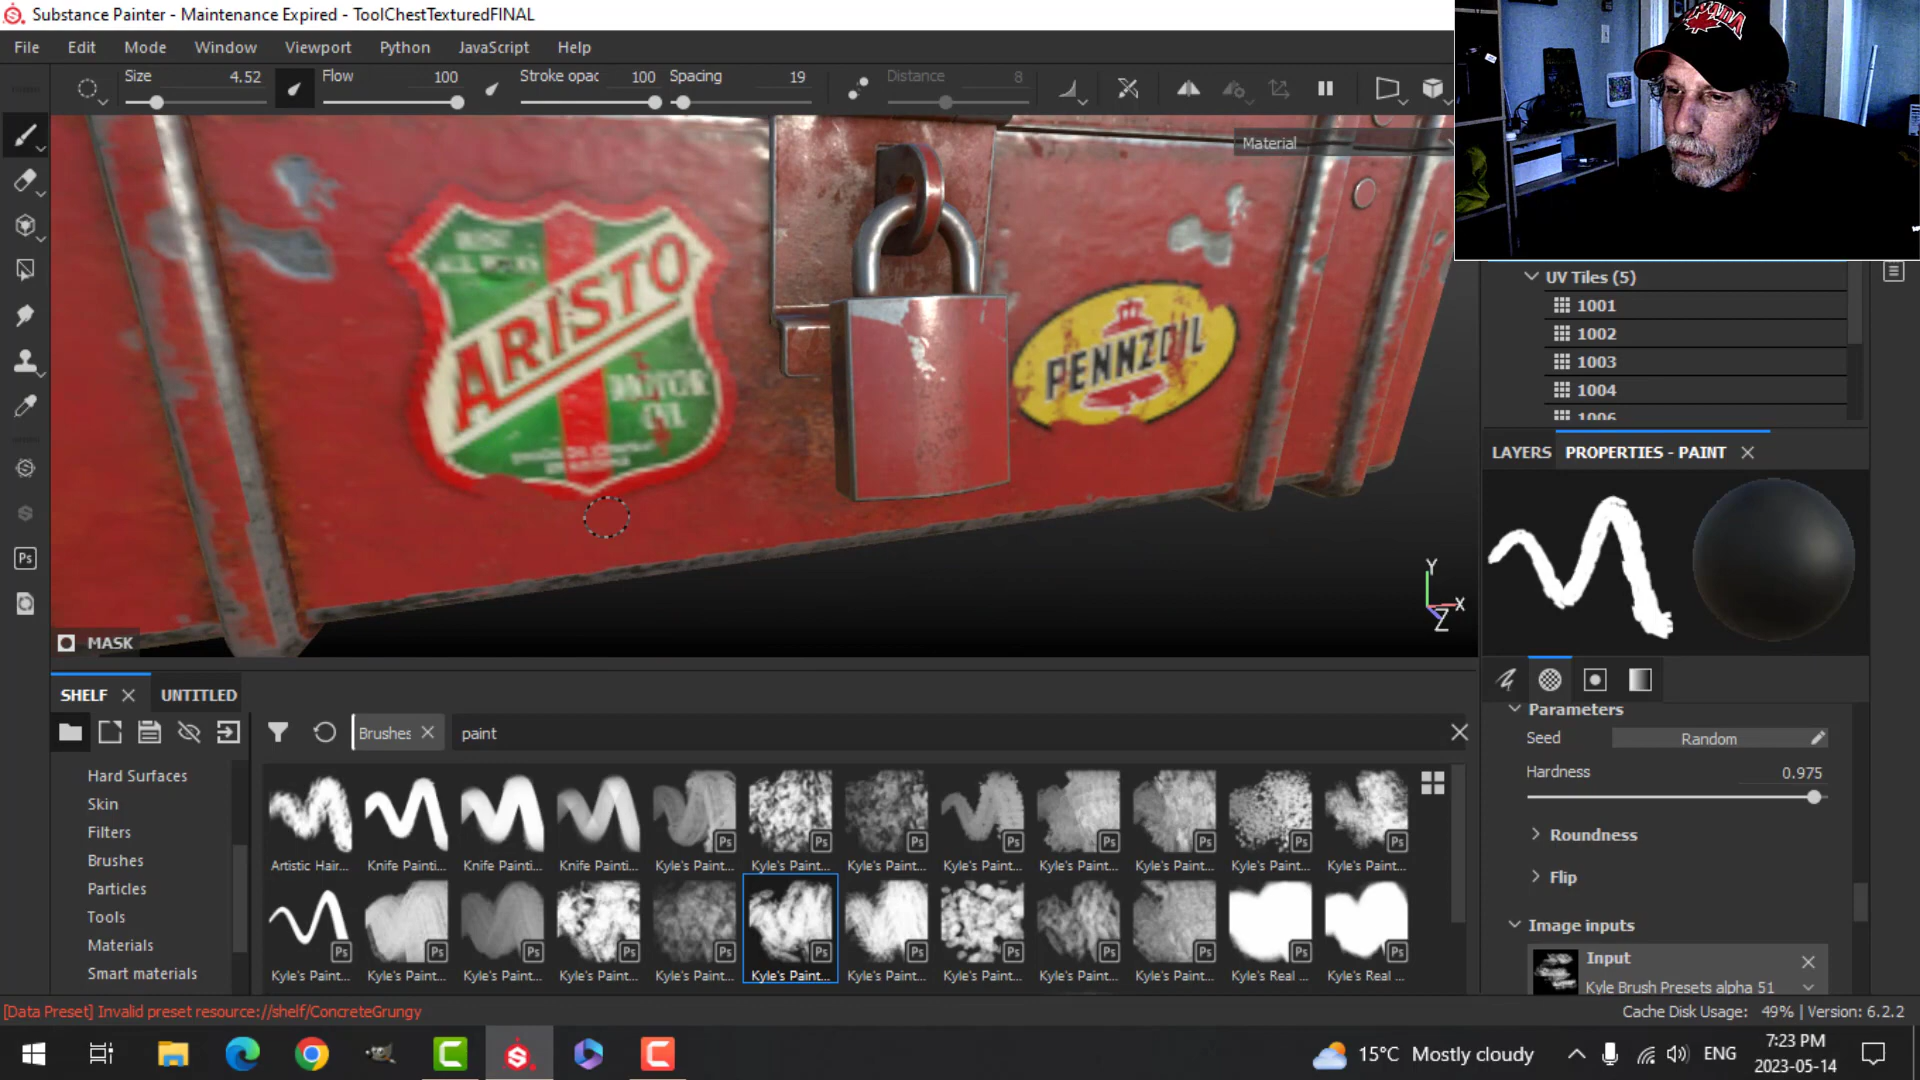 Substance Painter - Maintenance Expired - ToolChestTexturedFINAL
File Edit Mode Window Viewport Python JavaScript Help
Size 4.52 Flow 100 Stroke opac 100 Spacing 19 Distance 8
Material
CANADA
ARISTO
MOTOR
OIL
PENNZOIL
Y
X
Z
MASK
UV Tiles (5)
1001
1002
1003
1004
1006
LAYERS PROPERTIES - PAINT
Parameters
Seed Random
Hardness 0.975
Roundness
Flip
Image inputs
Input
Kyle Brush Presets alpha 51
SHELF UNTITLED
Brushes paint
Hard Surfaces
Skin
Filters
Brushes
Particles
Tools
Materials
Smart materials
Ps
Artistic Hair... Knife Painti... Knife Painti... Knife Painti... Kyle's Paint... Kyle's Paint... Kyle's Paint... Kyle's Paint... Kyle's Paint... Kyle's Paint... Kyle's Paint... Kyle's Paint...
Kyle's Paint... Kyle's Paint... Kyle's Paint... Kyle's Paint... Kyle's Paint... Kyle's Paint... Kyle's Paint... Kyle's Paint... Kyle's Paint... Kyle's Paint... Kyle's Real ... Kyle's Real ...
[Data Preset] Invalid preset resource://shelf/ConcreteGrungy
Cache Disk Usage: 49% | Version: 6.2.2
15°C Mostly cloudy
ENG
7:23 PM
2023-05-14